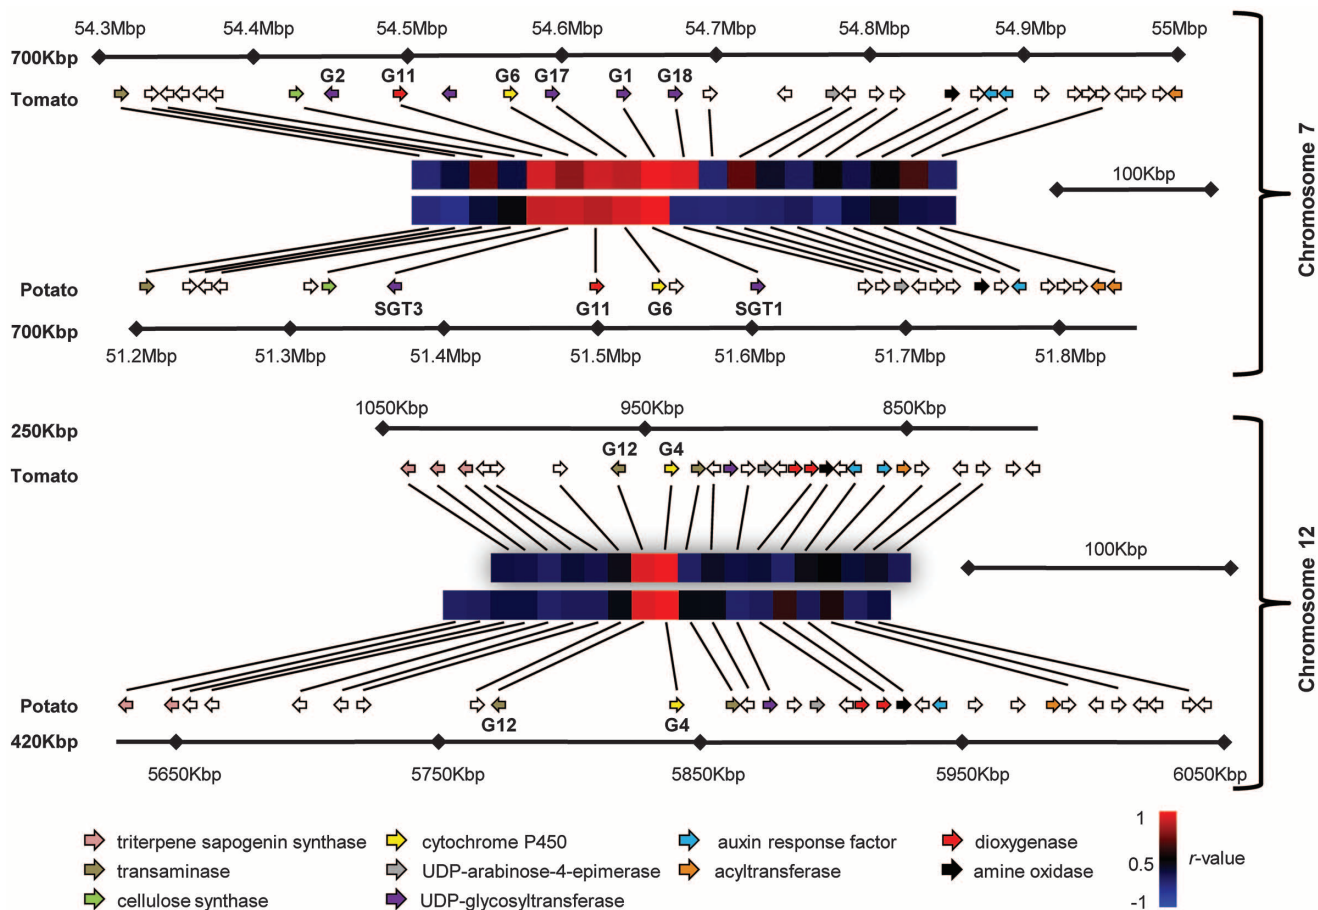 54.3Mbp 54.4Mbp 54.5Mbp 54.6Mbp 54.7Mbp 54.8Mbp 54.9Mbp 55Mbp
700Kbp
G2 G11 G6 G17 G1 G18
Tomato
100Kbp
Chromosome 7
Potato
SGT3 G11 G6 SGT1
700Kbp
51.2Mbp 51.3Mbp 51.4Mbp 51.5Mbp 51.6Mbp 51.7Mbp 51.8Mbp
1050Kbp 950Kbp 850Kbp
250Kbp
G12 G4
Tomato
100Kbp
Chromosome 12
Potato
G12 G4
420Kbp
5650Kbp 5750Kbp 5850Kbp 5950Kbp 6050Kbp
triterpene sapogenin synthase cytochrome P450 auxin response factor dioxygenase
transaminase UDP-arabinose-4-epimerase acyltransferase amine oxidase
cellulose synthase UDP-glycosyltransferase
1
0.5 r-value
-1